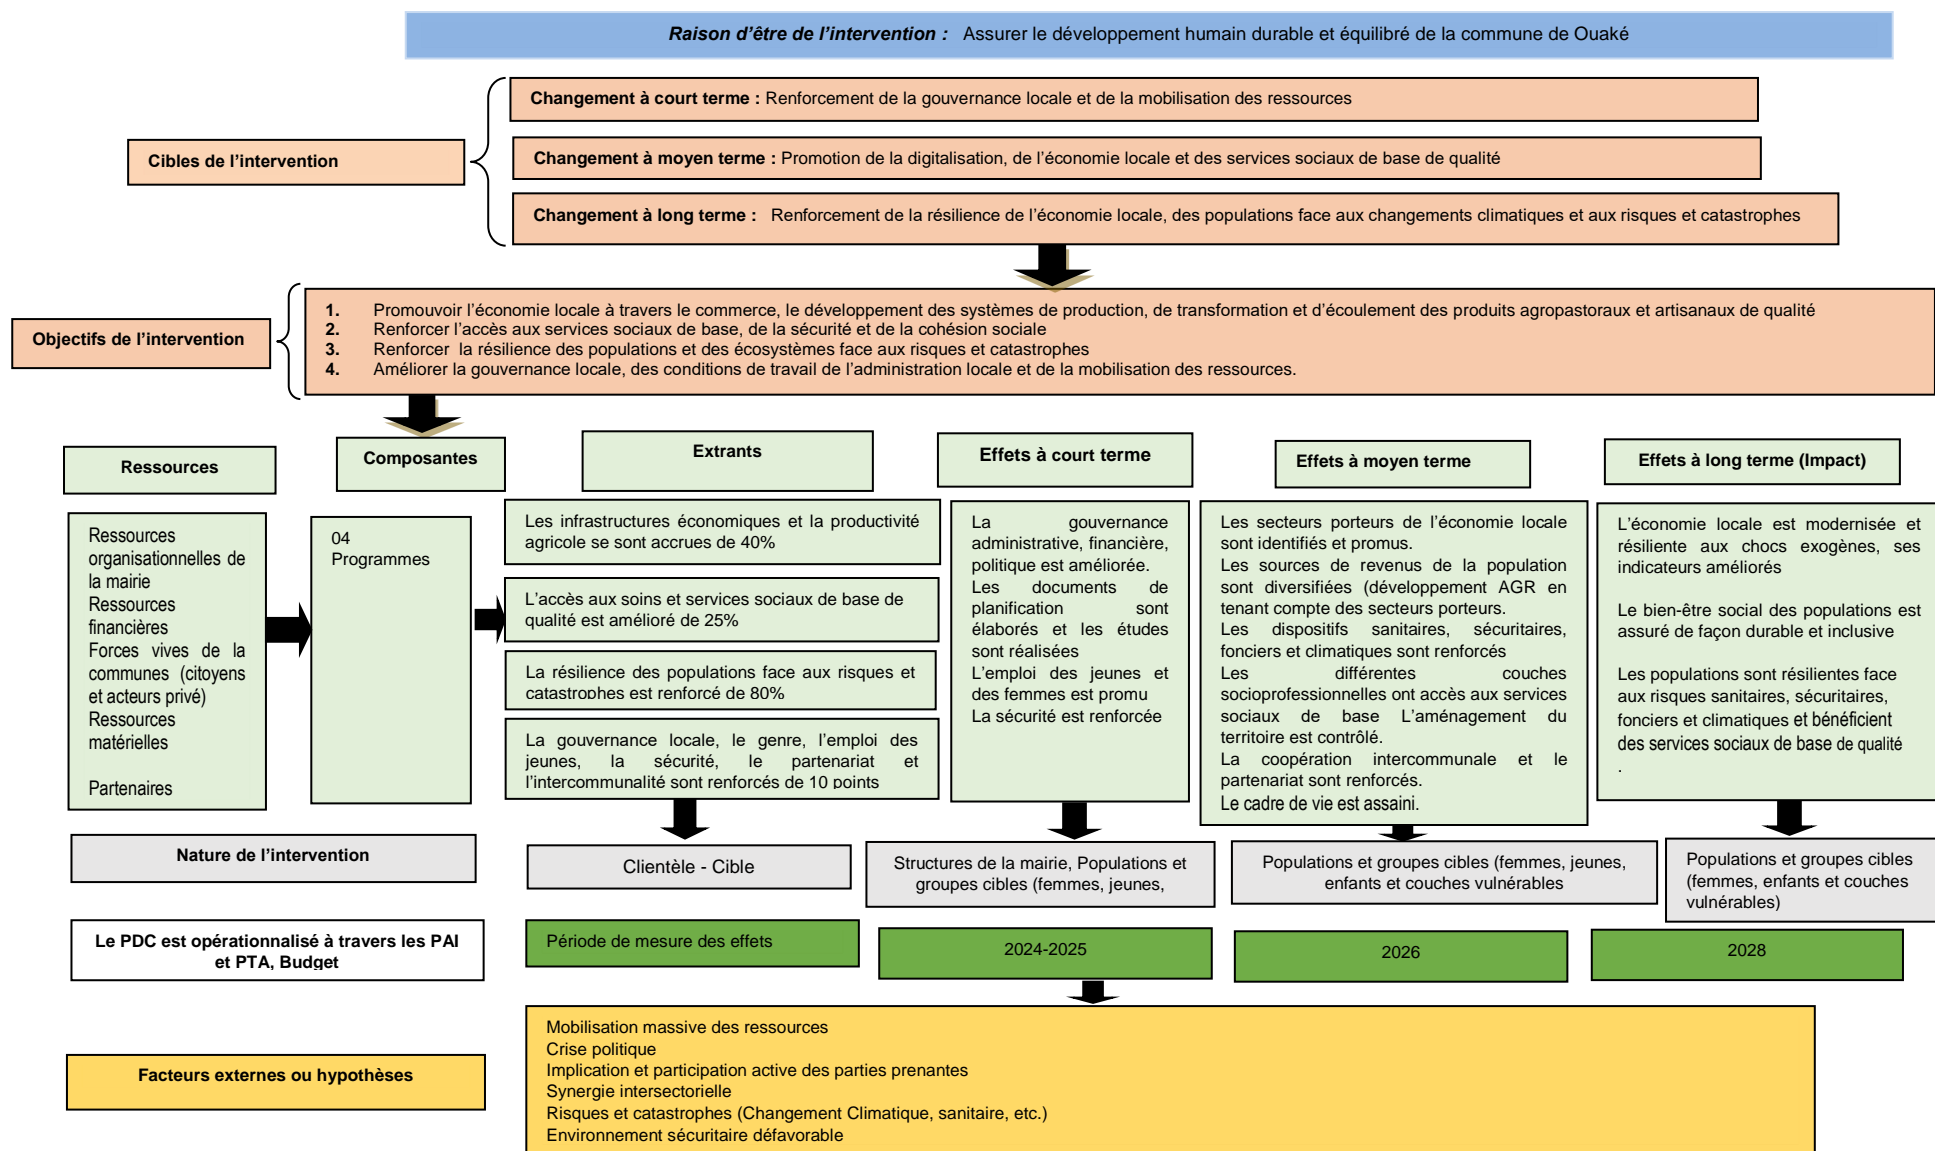 Raison d'être de l'intervention : Assurer le développement humain durable et équilibré de la commune de Ouaké
Changement à court terme : Renforcement de la gouvernance locale et de la mobilisation des ressources
Cibles de l'intervention
Changement à moyen terme : Promotion de la digitalisation, de l'économie locale et des services sociaux de base de qualité
Changement à long terme : Renforcement de la résilience de l'économie locale, des populations face aux changements climatiques et aux risques et catastrophes
Objectifs de l'intervention
1. Promouvoir l'économie locale à travers le commerce, le développement des systèmes de production, de transformation et d'écoulement des produits agropastoraux et artisanaux de qualité
2. Renforcer l'accès aux services sociaux de base, de la sécurité et de la cohésion sociale
3. Renforcer la résilience des populations et des écosystèmes face aux risques et catastrophes
4. Améliorer la gouvernance locale, des conditions de travail de l'administration locale et de la mobilisation des ressources.
Ressources
Composantes
Extrants
Effets à court terme
Effets à moyen terme
Effets à long terme (Impact)
Ressources
organisationnelles de
la mairie
Ressources
financières
Forces vives de la
communes (citoyens
et acteurs privé)
Ressources
matérielles
Partenaires
04
Programmes
Les infrastructures économiques et la productivité
agricole se sont accrues de 40%
L'accès aux soins et services sociaux de base de
qualité est amélioré de 25%
La résilience des populations face aux risques et
catastrophes est renforcé de 80%
La gouvernance locale, le genre, l'emploi des
jeunes, la sécurité, le partenariat et
l'intercommunalité sont renforcés de 10 points
La gouvernance
administrative, financière,
politique est améliorée.
Les documents de
planification sont
élaborés et les études
sont réalisées
L'emploi des jeunes et
des femmes est promu
La sécurité est renforcée
Les secteurs porteurs de l'économie locale
sont identifiés et promus.
Les sources de revenus de la population
sont diversifiées (développement AGR en
tenant compte des secteurs porteurs.
Les dispositifs sanitaires, sécuritaires,
fonciers et climatiques sont renforcés
Les différentes couches
socioprofessionnelles ont accès aux services
sociaux de base L'aménagement du
territoire est contrôlé.
La coopération intercommunale et le
partenariat sont renforcés.
Le cadre de vie est assaini.
L'économie locale est modernisée et
résiliente aux chocs exogènes, ses
indicateurs améliorés
Le bien-être social des populations est
assuré de façon durable et inclusive
Les populations sont résilientes face
aux risques sanitaires, sécuritaires,
fonciers et climatiques et bénéficient
des services sociaux de base de qualité
.
Nature de l'intervention
Clientèle - Cible
Structures de la mairie, Populations et
groupes cibles (femmes, jeunes,
Populations et groupes cibles (femmes, jeunes,
enfants et couches vulnérables
Populations et groupes cibles
(femmes, enfants et couches
vulnérables)
Le PDC est opérationnalisé à travers les PAI
et PTA, Budget
Période de mesure des effets
2024-2025
2026
2028
Facteurs externes ou hypothèses
Mobilisation massive des ressources
Crise politique
Implication et participation active des parties prenantes
Synergie intersectorielle
Risques et catastrophes (Changement Climatique, sanitaire, etc.)
Environnement sécuritaire défavorable